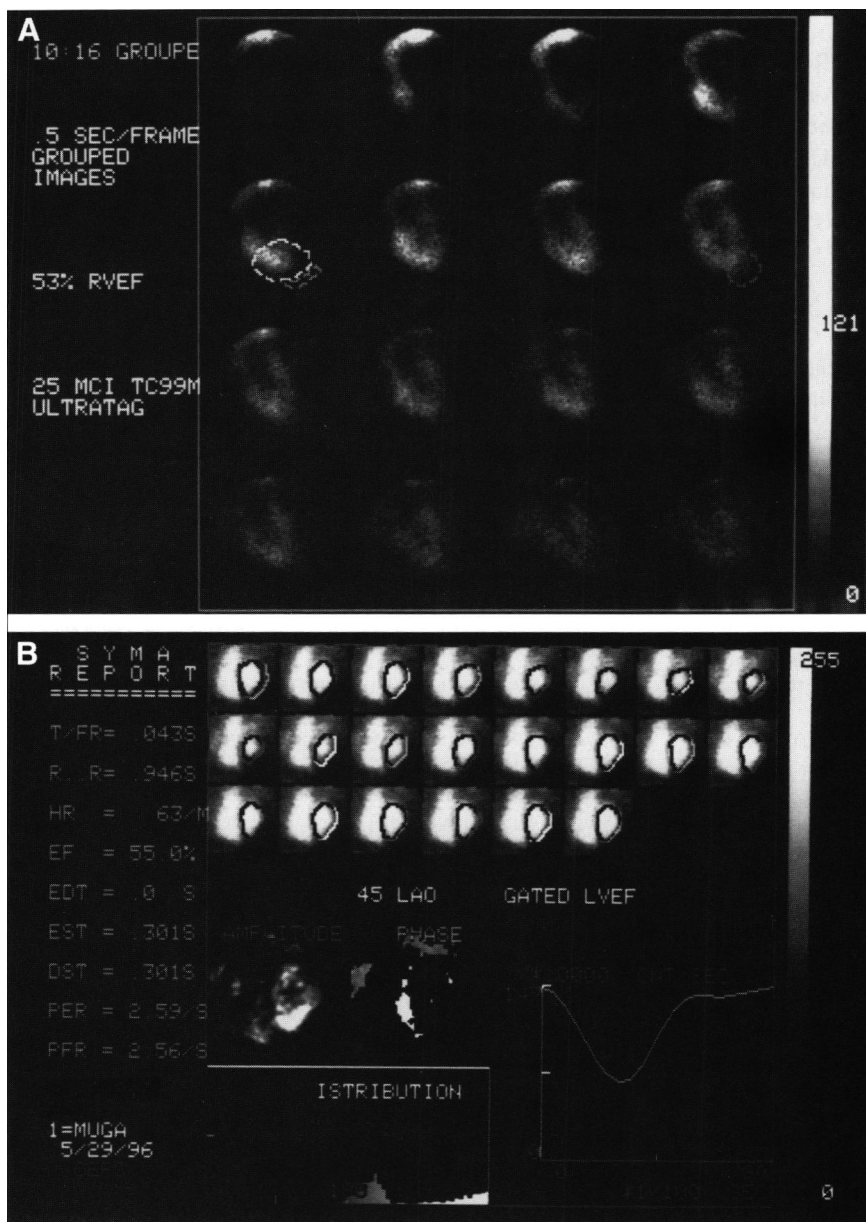 A
10:16 GROUPE
.5 SEC/FRAME
GROUPED
IMAGES
53% RVEF
25 MCI TC99M
ULTRATAG
121
0
B
S Y M A
R E P O R T
===========
T/FR= .043S
R..R= .946S
HR = 63/M
EF = 55 0%
EDT = .0 S
EST = .301S
DST = .301S
PER = 2.59/S
PFR = 2.56/S
1=MUGA
5/29/96
255
45 LAO GATED LVEF
AMPLITUDE PHASE
ISTRIBUTION
0